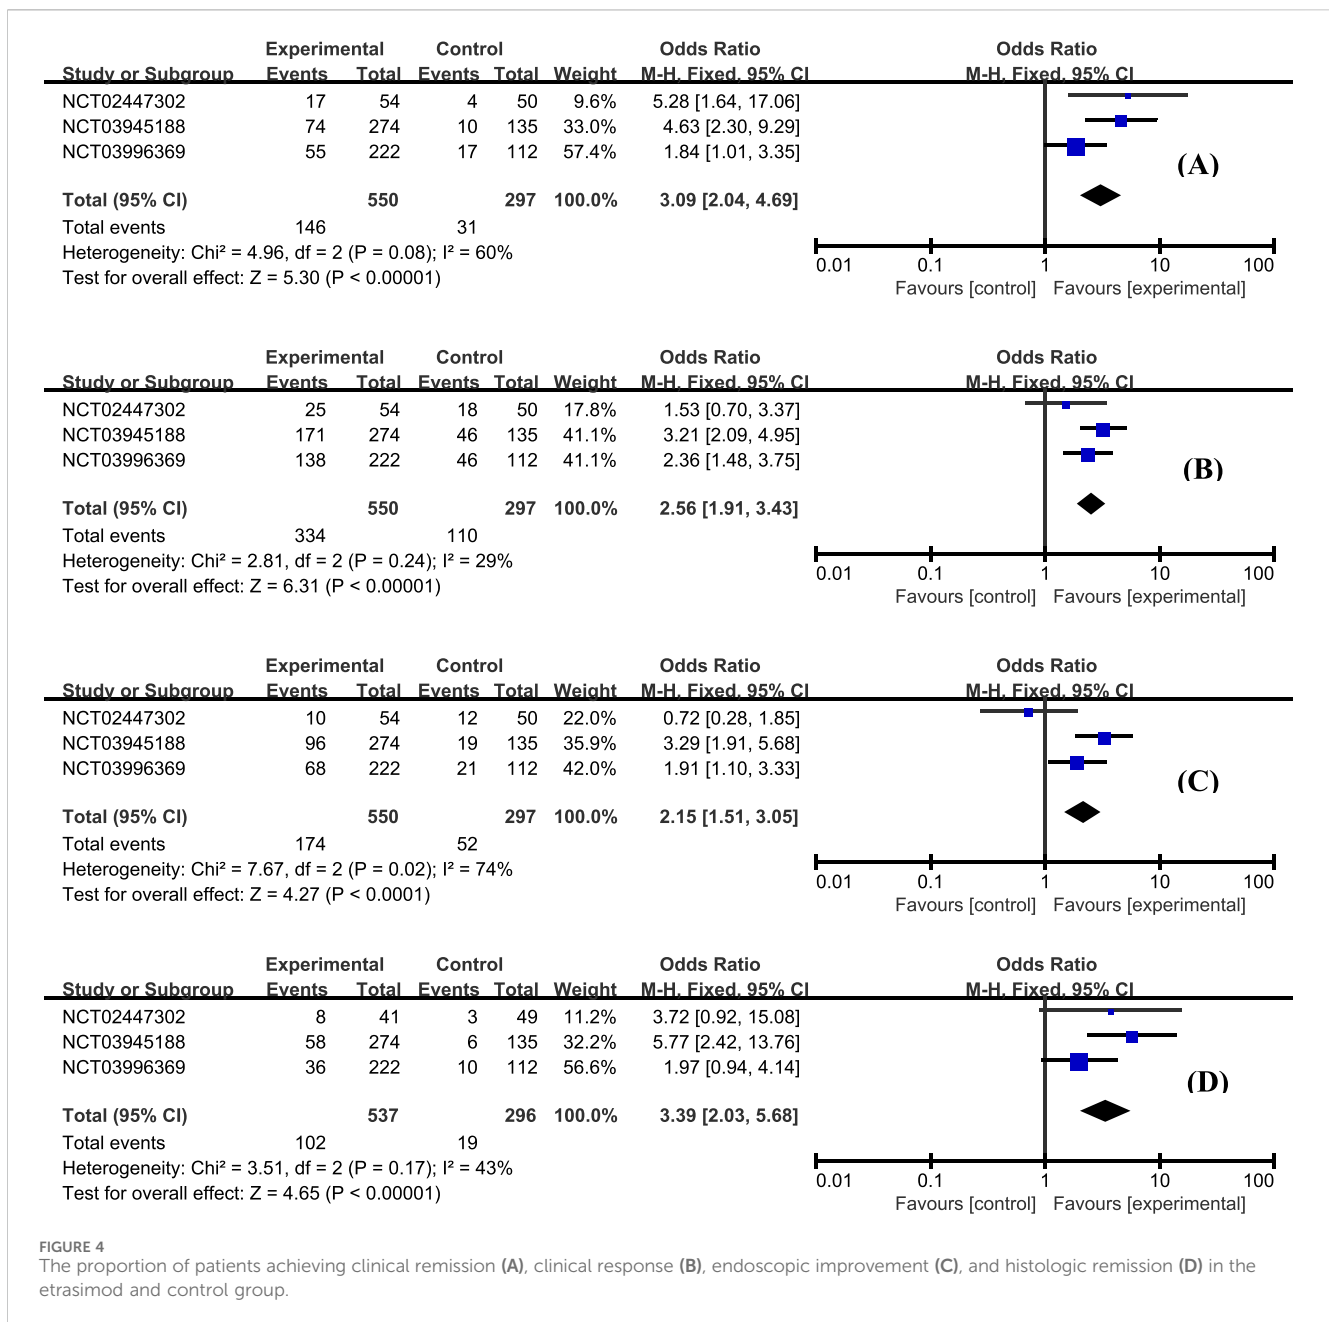 Experimental Control Odds Ratio Odds Ratio
Study or Subgroup Events Total Events Total Weight M-H. Fixed. 95% CI M-H. Fixed. 95% CI
NCT02447302 17 54 4 50 9.6% 5.28 [1.64, 17.06]
NCT03945188 74 274 10 135 33.0% 4.63 [2.30, 9.29]
NCT03996369 55 222 17 112 57.4% 1.84 [1.01, 3.35]
(A)
Total (95% CI) 550 297 100.0% 3.09 [2.04, 4.69]
Total events 146 31
Heterogeneity: Chi² = 4.96, df = 2 (P = 0.08); I² = 60%
Test for overall effect: Z = 5.30 (P < 0.00001)
0.01 0.1 1 10 100
Favours [control] Favours [experimental]
Experimental Control Odds Ratio Odds Ratio
Study or Subgroup Events Total Events Total Weight M-H. Fixed. 95% CI M-H. Fixed. 95% CI
NCT02447302 25 54 18 50 17.8% 1.53 [0.70, 3.37]
NCT03945188 171 274 46 135 41.1% 3.21 [2.09, 4.95]
NCT03996369 138 222 46 112 41.1% 2.36 [1.48, 3.75]
(B)
Total (95% CI) 550 297 100.0% 2.56 [1.91, 3.43]
Total events 334 110
Heterogeneity: Chi² = 2.81, df = 2 (P = 0.24); I² = 29%
Test for overall effect: Z = 6.31 (P < 0.00001)
0.01 0.1 1 10 100
Favours [control] Favours [experimental]
Experimental Control Odds Ratio Odds Ratio
Study or Subgroup Events Total Events Total Weight M-H. Fixed. 95% CI M-H. Fixed. 95% CI
NCT02447302 10 54 12 50 22.0% 0.72 [0.28, 1.85]
NCT03945188 96 274 19 135 35.9% 3.29 [1.91, 5.68]
NCT03996369 68 222 21 112 42.0% 1.91 [1.10, 3.33]
(C)
Total (95% CI) 550 297 100.0% 2.15 [1.51, 3.05]
Total events 174 52
Heterogeneity: Chi² = 7.67, df = 2 (P = 0.02); I² = 74%
Test for overall effect: Z = 4.27 (P < 0.0001)
0.01 0.1 1 10 100
Favours [control] Favours [experimental]
Experimental Control Odds Ratio Odds Ratio
Study or Subgroup Events Total Events Total Weight M-H. Fixed. 95% CI M-H. Fixed. 95% CI
NCT02447302 8 41 3 49 11.2% 3.72 [0.92, 15.08]
NCT03945188 58 274 6 135 32.2% 5.77 [2.42, 13.76]
NCT03996369 36 222 10 112 56.6% 1.97 [0.94, 4.14]
(D)
Total (95% CI) 537 296 100.0% 3.39 [2.03, 5.68]
Total events 102 19
Heterogeneity: Chi² = 3.51, df = 2 (P = 0.17); I² = 43%
Test for overall effect: Z = 4.65 (P < 0.00001)
0.01 0.1 1 10 100
Favours [control] Favours [experimental]
FIGURE 4
The proportion of patients achieving clinical remission (A), clinical response (B), endoscopic improvement (C), and histologic remission (D) in the
etrasimod and control group.